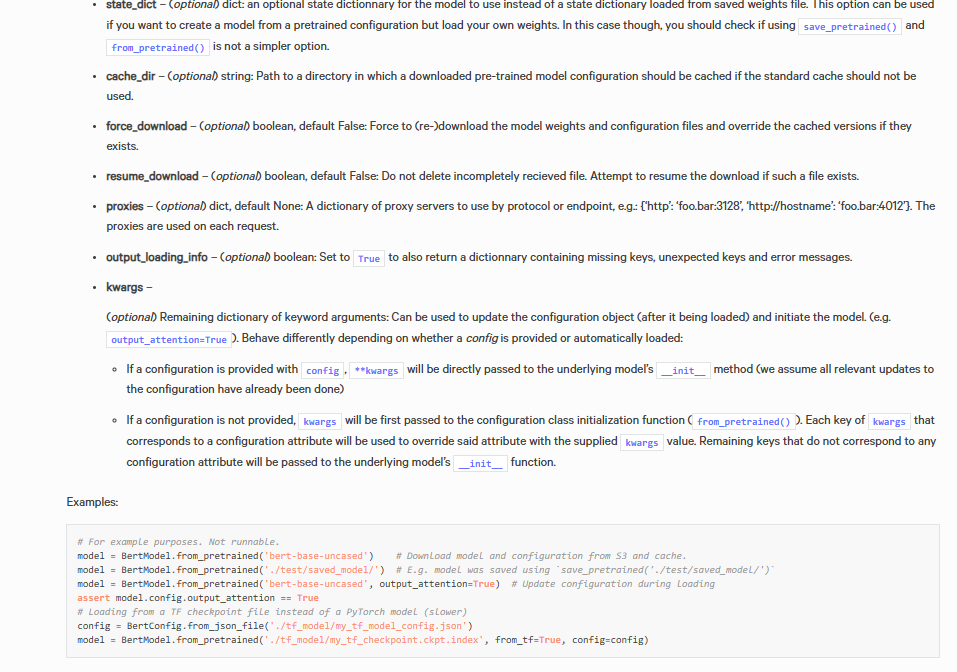 state_dict – (optional) dict: an optional state dictionnary for the model to use instead of a state dictionary loaded from saved weights file. This option can be used
if you want to create a model from a pretrained configuration but load your own weights. In this case though, you should check if using save_pretrained() and
from_pretrained() is not a simpler option.
• cache_dir – (optional) string: Path to a directory in which a downloaded pre-trained model configuration should be cached if the standard cache should not be
used.
• force_download – (optional) boolean, default False: Force to (re-)download the model weights and configuration files and override the cached versions if they
exists.
• resume_download – (optional) boolean, default False: Do not delete incompletely recieved file. Attempt to resume the download if such a file exists.
• proxies – (optional) dict, default None: A dictionary of proxy servers to use by protocol or endpoint, e.g.: {‘http’: ‘foo.bar:3128’, ‘http://hostname’: ‘foo.bar:4012’}. The
proxies are used on each request.
• output_loading_info – (optional) boolean: Set to True to also return a dictionnary containing missing keys, unexpected keys and error messages.
• kwargs –
(optional) Remaining dictionary of keyword arguments: Can be used to update the configuration object (after it being loaded) and initiate the model. (e.g.
output_attention=True). Behave differently depending on whether a config is provided or automatically loaded:
◦ If a configuration is provided with config, **kwargs will be directly passed to the underlying model’s __init__ method (we assume all relevant updates to
the configuration have already been done)
◦ If a configuration is not provided, kwargs will be first passed to the configuration class initialization function (from_pretrained()). Each key of kwargs that
corresponds to a configuration attribute will be used to override said attribute with the supplied kwargs value. Remaining keys that do not correspond to any
configuration attribute will be passed to the underlying model’s __init__ function.
Examples:
# For example purposes. Not runnable.
model = BertModel.from_pretrained('bert-base-uncased')    # Download model and configuration from S3 and cache.
model = BertModel.from_pretrained('./test/saved_model/')  # E.g. model was saved using `save_pretrained('./test/saved_model/')`
model = BertModel.from_pretrained('bert-base-uncased', output_attention=True)  # Update configuration during loading
assert model.config.output_attention == True
# Loading from a TF checkpoint file instead of a PyTorch model (slower)
config = BertConfig.from_json_file('./tf_model/my_tf_model_config.json')
model = BertModel.from_pretrained('./tf_model/my_tf_checkpoint.ckpt.index', from_tf=True, config=config)